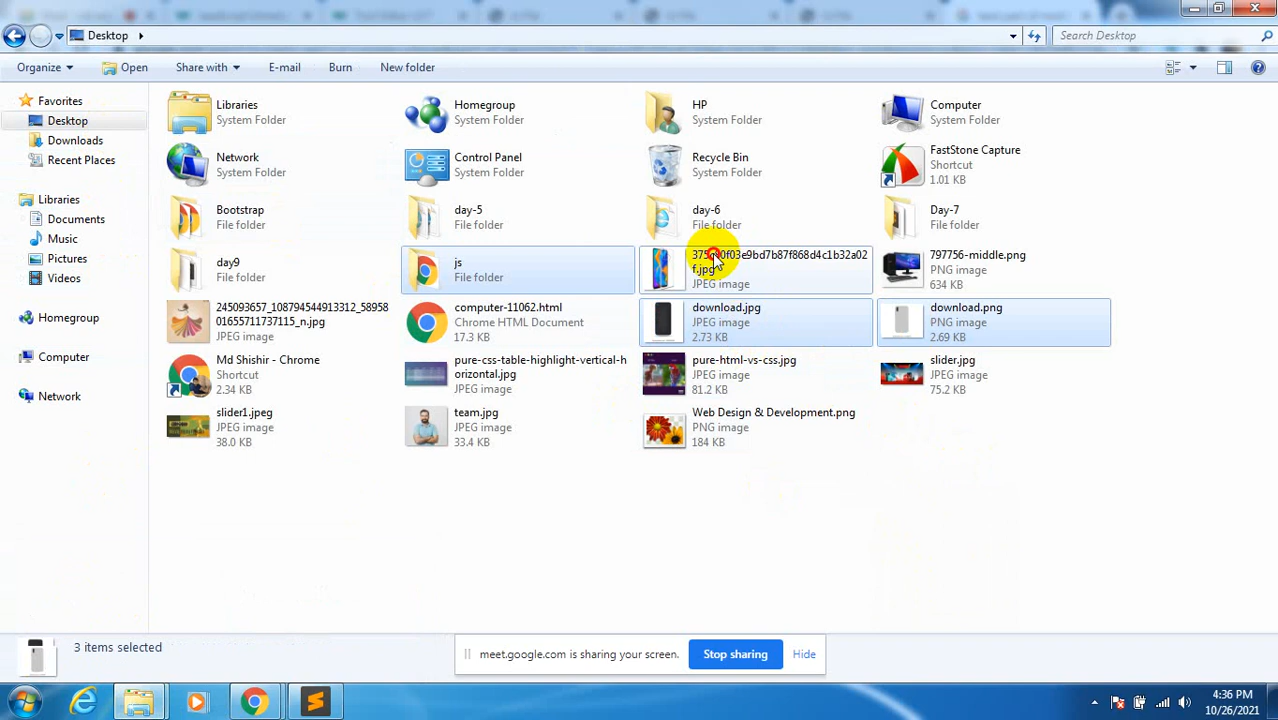 Desktop
Search Desktop
Organize Open Share with E-mail Burn New folder
Favorites
Desktop
Downloads
Recent Places
Libraries
Documents
Music
Pictures
Videos
Homegroup
Computer
Network
Libraries
System Folder
Homegroup
System Folder
HP
System Folder
Computer
System Folder
Network
System Folder
Control Panel
System Folder
Recycle Bin
System Folder
FastStone Capture
Shortcut
1.01 KB
Bootstrap
File folder
day-5
File folder
day-6
File folder
Day-7
File folder
day9
File folder
js
File folder
f.jpg
JPEG image
797756-middle.png
PNG image
634 KB
245093657_108794544913312_58958
01655711737115_n.jpg
JPEG image
computer-11062.html
Chrome HTML Document
17.3 KB
download.jpg
JPEG image
2.73 KB
download.png
PNG image
2.69 KB
Md Shishir - Chrome
Shortcut
2.34 KB
pure-css-table-highlight-vertical-h
orizontal.jpg
JPEG image
pure-html-vs-css.jpg
JPEG image
81.2 KB
slider.jpg
JPEG image
75.2 KB
slider1.jpeg
JPEG image
38.0 KB
team.jpg
JPEG image
33.4 KB
Web Design & Development.png
PNG image
184 KB
3 items selected
meet.google.com is sharing your screen. Stop sharing Hide
4:36 PM
10/26/2021